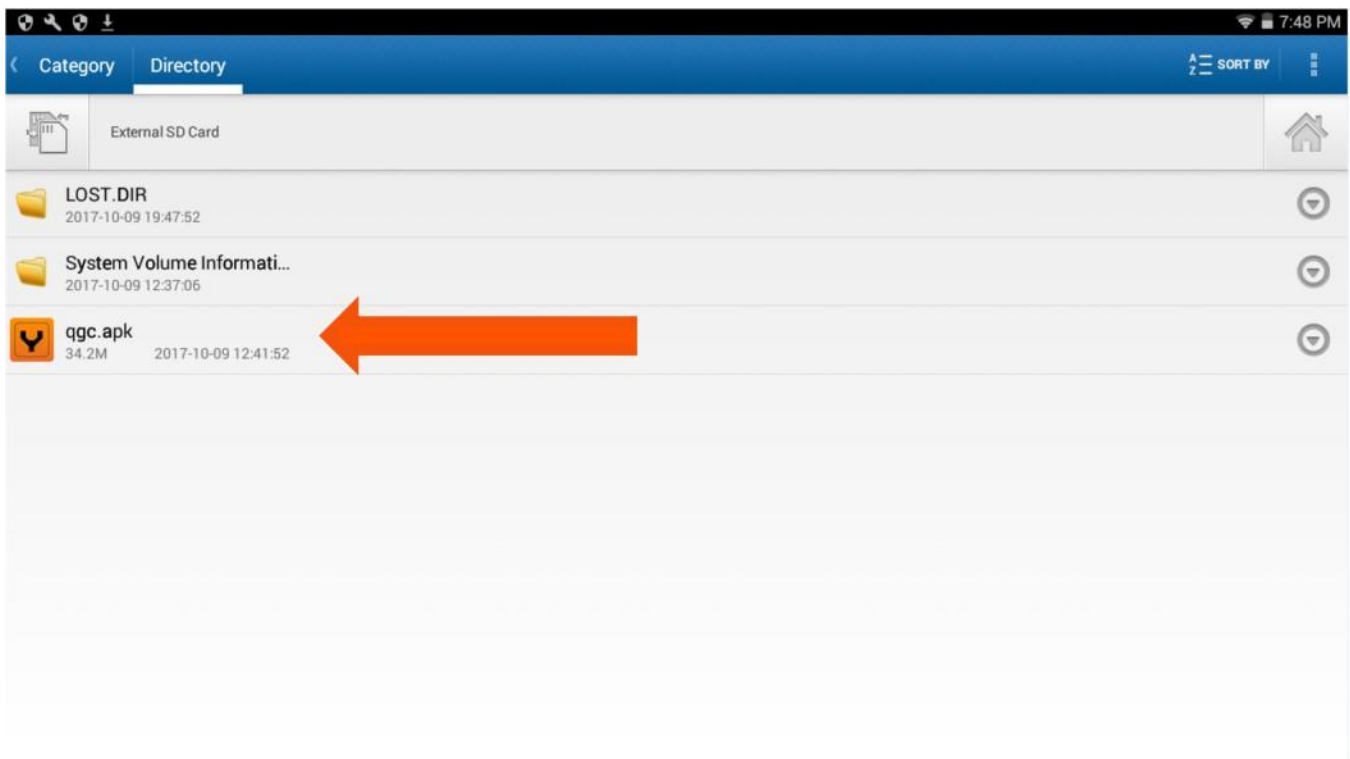 7:48 PM
Category Directory SORT BY
External SD Card
LOST.DIR
2017-10-09 19:47:52
System Volume Informati...
2017-10-09 12:37:06
qgc.apk
34.2M 2017-10-09 12:41:52